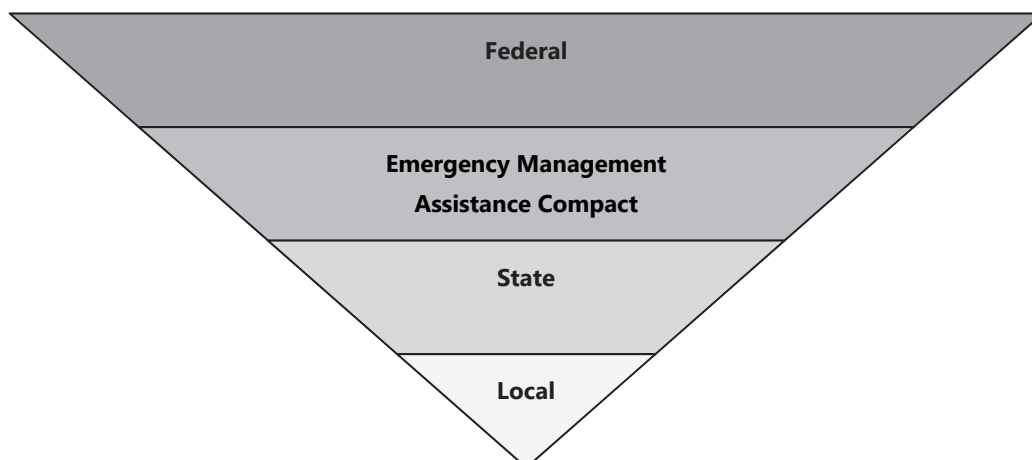 Federal
Emergency Management
Assistance Compact
State
Local